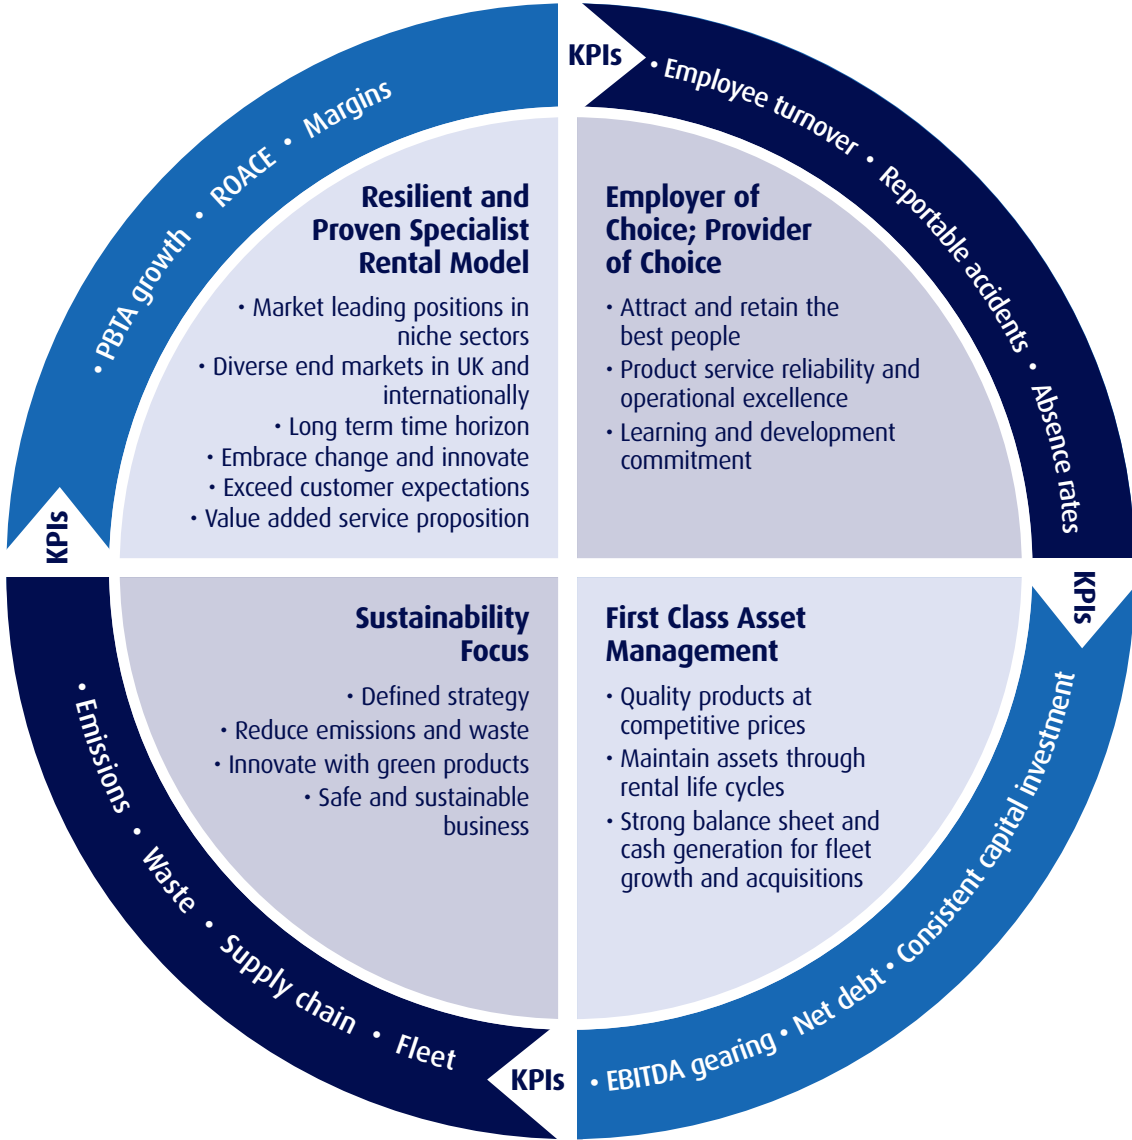 KPIs
• PBTA growth • ROACE • Margins
Resilient and
Proven Specialist
Rental Model
• Market leading positions in
niche sectors
• Diverse end markets in UK and
internationally
• Long term time horizon
• Embrace change and innovate
• Exceed customer expectations
• Value added service proposition
KPIs
• Employee turnover • Reportable accidents • Absence rates
Employer of
Choice; Provider
of Choice
• Attract and retain the
best people
• Product service reliability and
operational excellence
• Learning and development
commitment
KPIs
• EBITDA gearing • Net debt • Consistent capital investment
First Class Asset
Management
• Quality products at
competitive prices
• Maintain assets through
rental life cycles
• Strong balance sheet and
cash generation for fleet
growth and acquisitions
KPIs
• Emissions • Waste • Supply chain • Fleet
Sustainability
Focus
• Defined strategy
• Reduce emissions and waste
• Innovate with green products
• Safe and sustainable
business